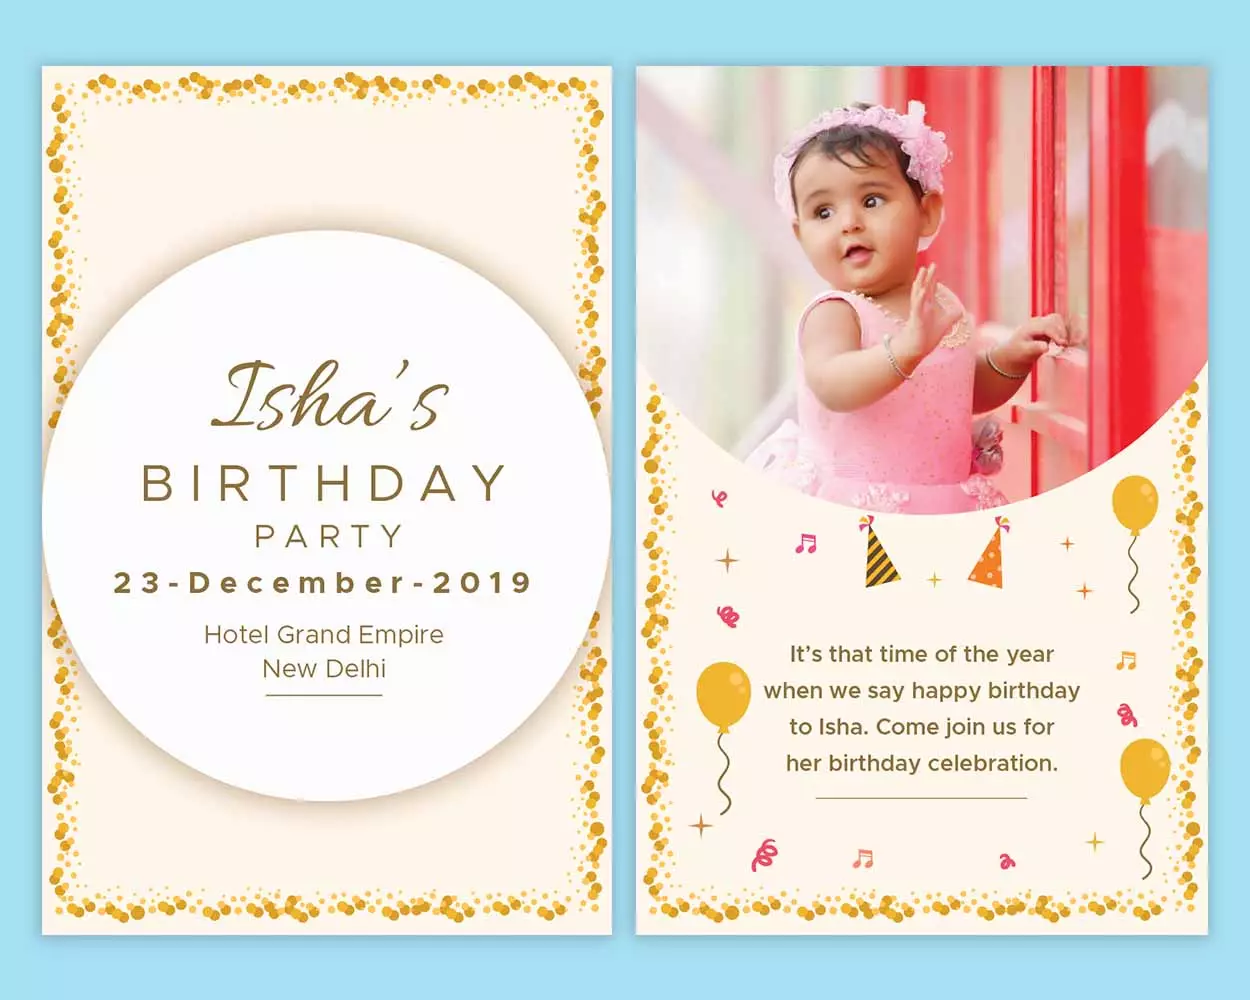 Isha's
BIRTHDAY
PARTY
23-December-2019
Hotel Grand Empire
New Delhi
It's that time of the year
when we say happy birthday
to Isha. Come join us for
her birthday celebration.